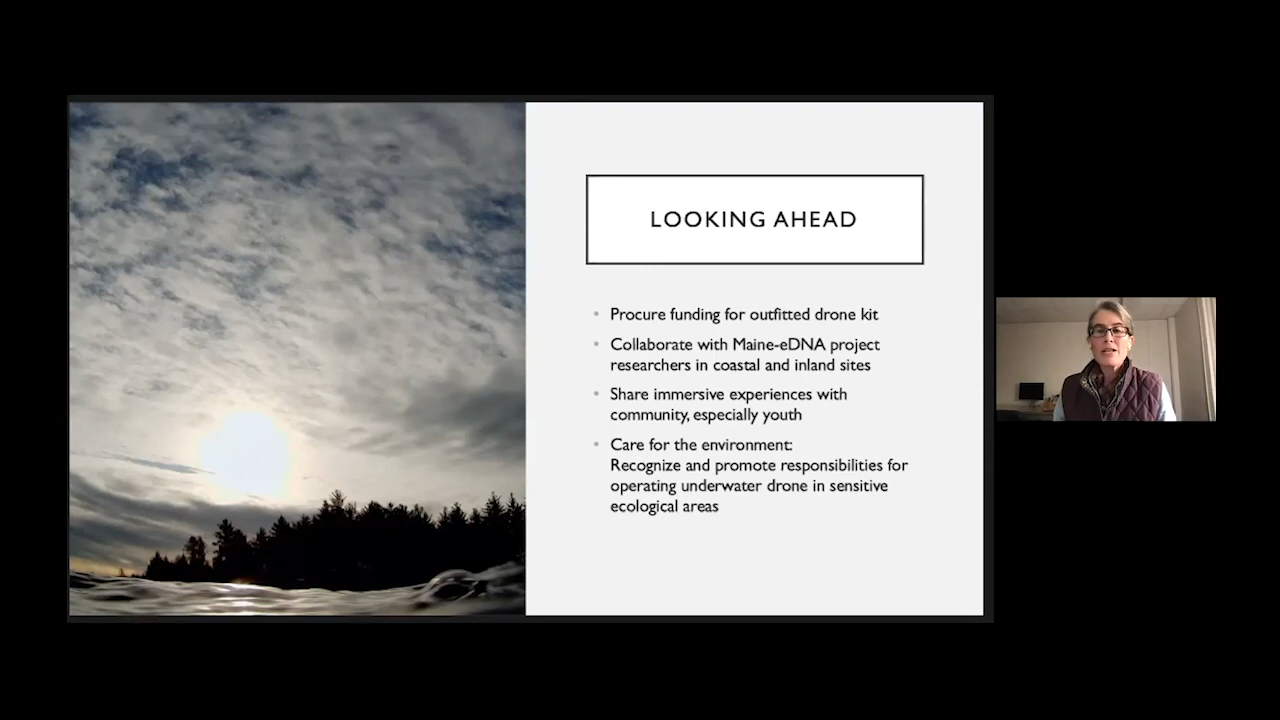 LOOKING AHEAD
• Procure funding for outfitted drone kit
• Collaborate with Maine-eDNA project
researchers in coastal and inland sites
• Share immersive experiences with
community, especially youth
• Care for the environment:
Recognize and promote responsibilities for
operating underwater drone in sensitive
ecological areas